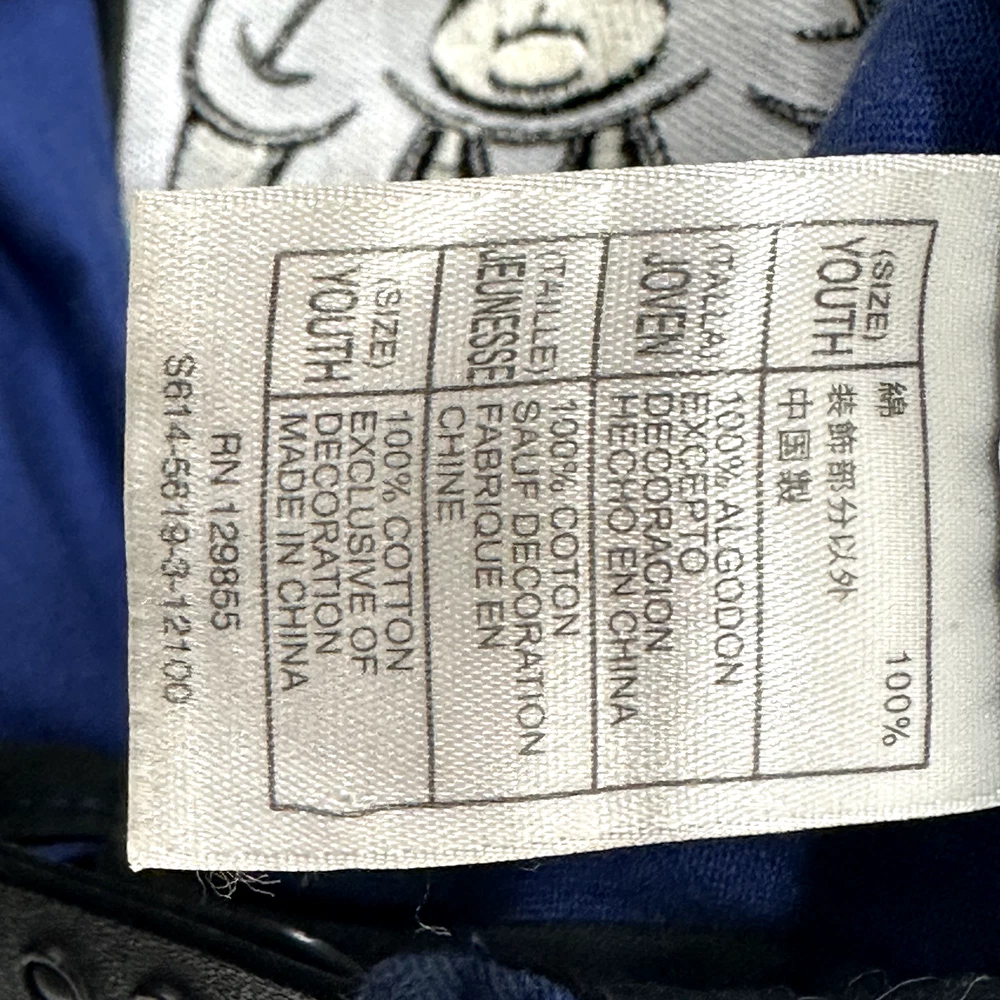 (SIZE)
YOUTH
綿 100%
装飾部分以外
中国製
(TALLA)
JOVEN
100% ALGODON
EXCEPTO
DECORACION
HECHO EN CHINA
(TAILLE)
JEUNESSE
100% COTON
SAUF DECORATION
FABRIQUE EN
CHINE
(SIZE)
YOUTH
100% COTTON
EXCLUSIVE OF
DECORATION
MADE IN CHINA
RN 129855
S614-5819-3-12100